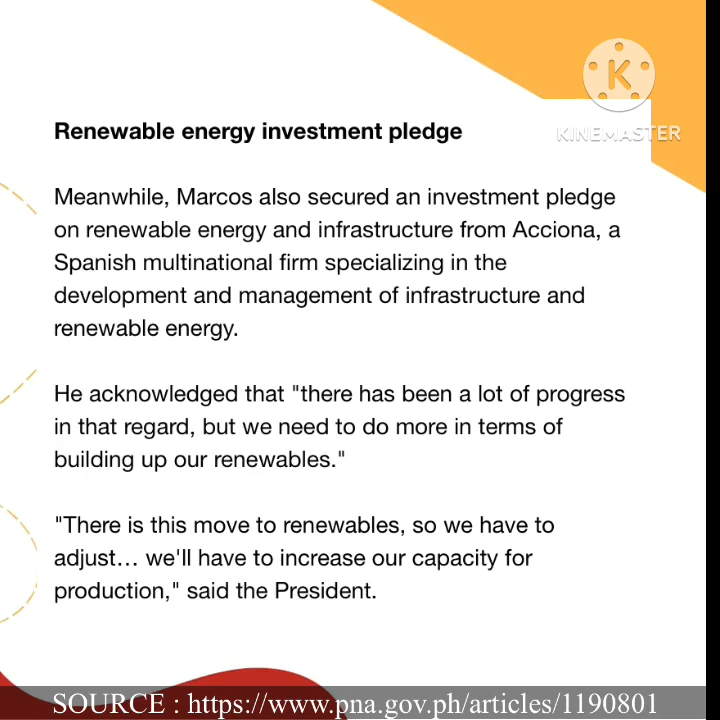 K
KINEMASTER
Renewable energy investment pledge
Meanwhile, Marcos also secured an investment pledge
on renewable energy and infrastructure from Acciona, a
Spanish multinational firm specializing in the
development and management of infrastructure and
renewable energy.
He acknowledged that "there has been a lot of progress
in that regard, but we need to do more in terms of
building up our renewables."
"There is this move to renewables, so we have to
adjust... we'll have to increase our capacity for
production," said the President.
SOURCE : https://www.pna.gov.ph/articles/1190801